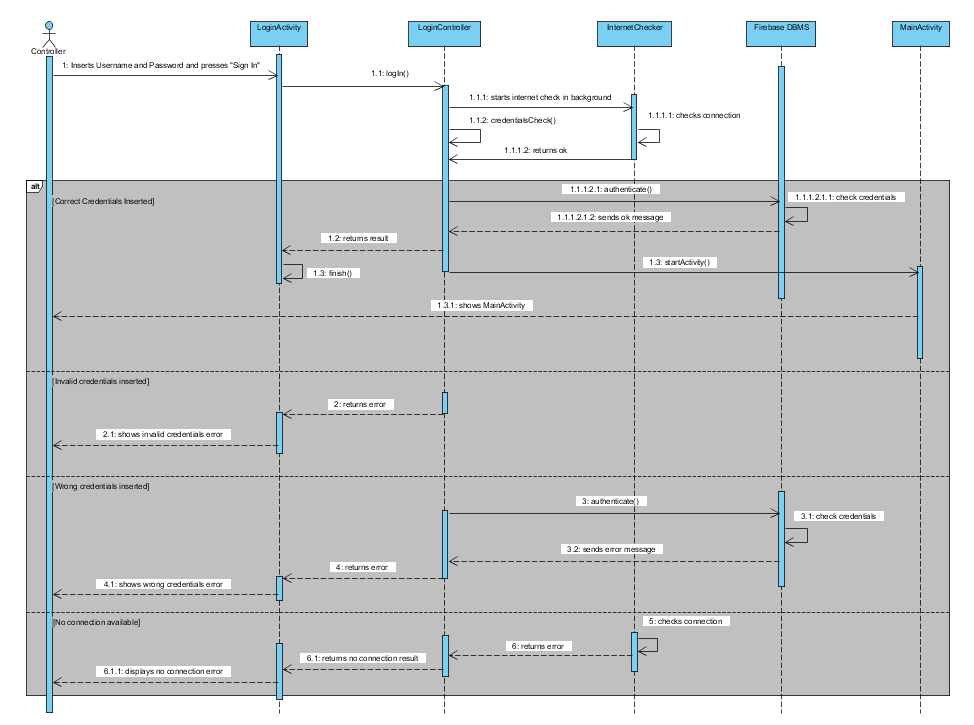 LoginActivity
LoginController
InternetChecker
Firebase DBMS
MainActivity
Controller
1: Inserts Username and Password and presses "Sign In"
1.1: logIn()
1.1.1: starts internet check in background
1.1.2: credentialsCheck()
1.1.1.1: checks connection
1.1.1.2: returns ok
alt
[Correct Credentials Inserted]
1.1.1.2.1: authenticate()
1.1.1.2.1.1: check credentials
1.1.1.2.1.2: sends ok message
1.2: returns result
1.3: finish()
1.3: startActivity()
1.3.1: shows MainActivity
[Invalid credentials inserted]
2: returns error
2.1: shows invalid credentials error
[Wrong credentials inserted]
3: authenticate()
3.1: check credentials
3.2: sends error message
4: returns error
4.1: shows wrong credentials error
[No connection available]
5: checks connection
6: returns error
6.1: returns no connection result
6.1.1: displays no connection error